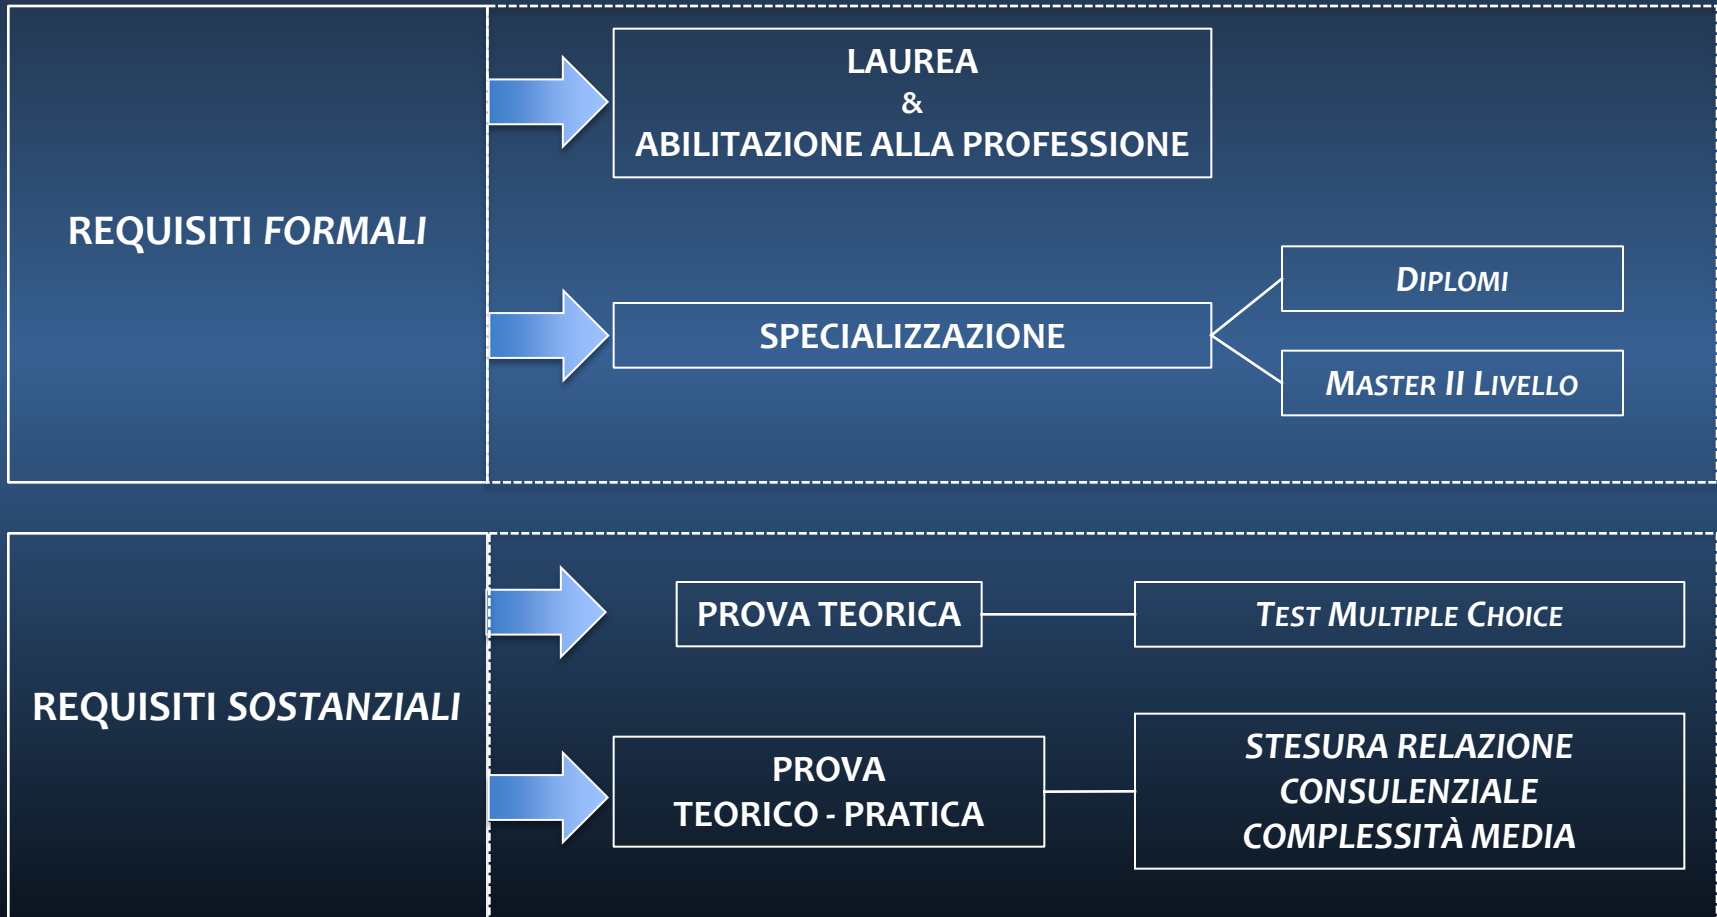 LAUREA
&
ABILITAZIONE ALLA PROFESSIONE
REQUISITI FORMALI
DIPLOMI
SPECIALIZZAZIONE
MASTER II LIVELLO
PROVA TEORICA
TEST MULTIPLE CHOICE
REQUISITI SOSTANZIALI
PROVA
TEORICO - PRATICA
STESURA RELAZIONE
CONSULENZIALE
COMPLESSITÀ MEDIA